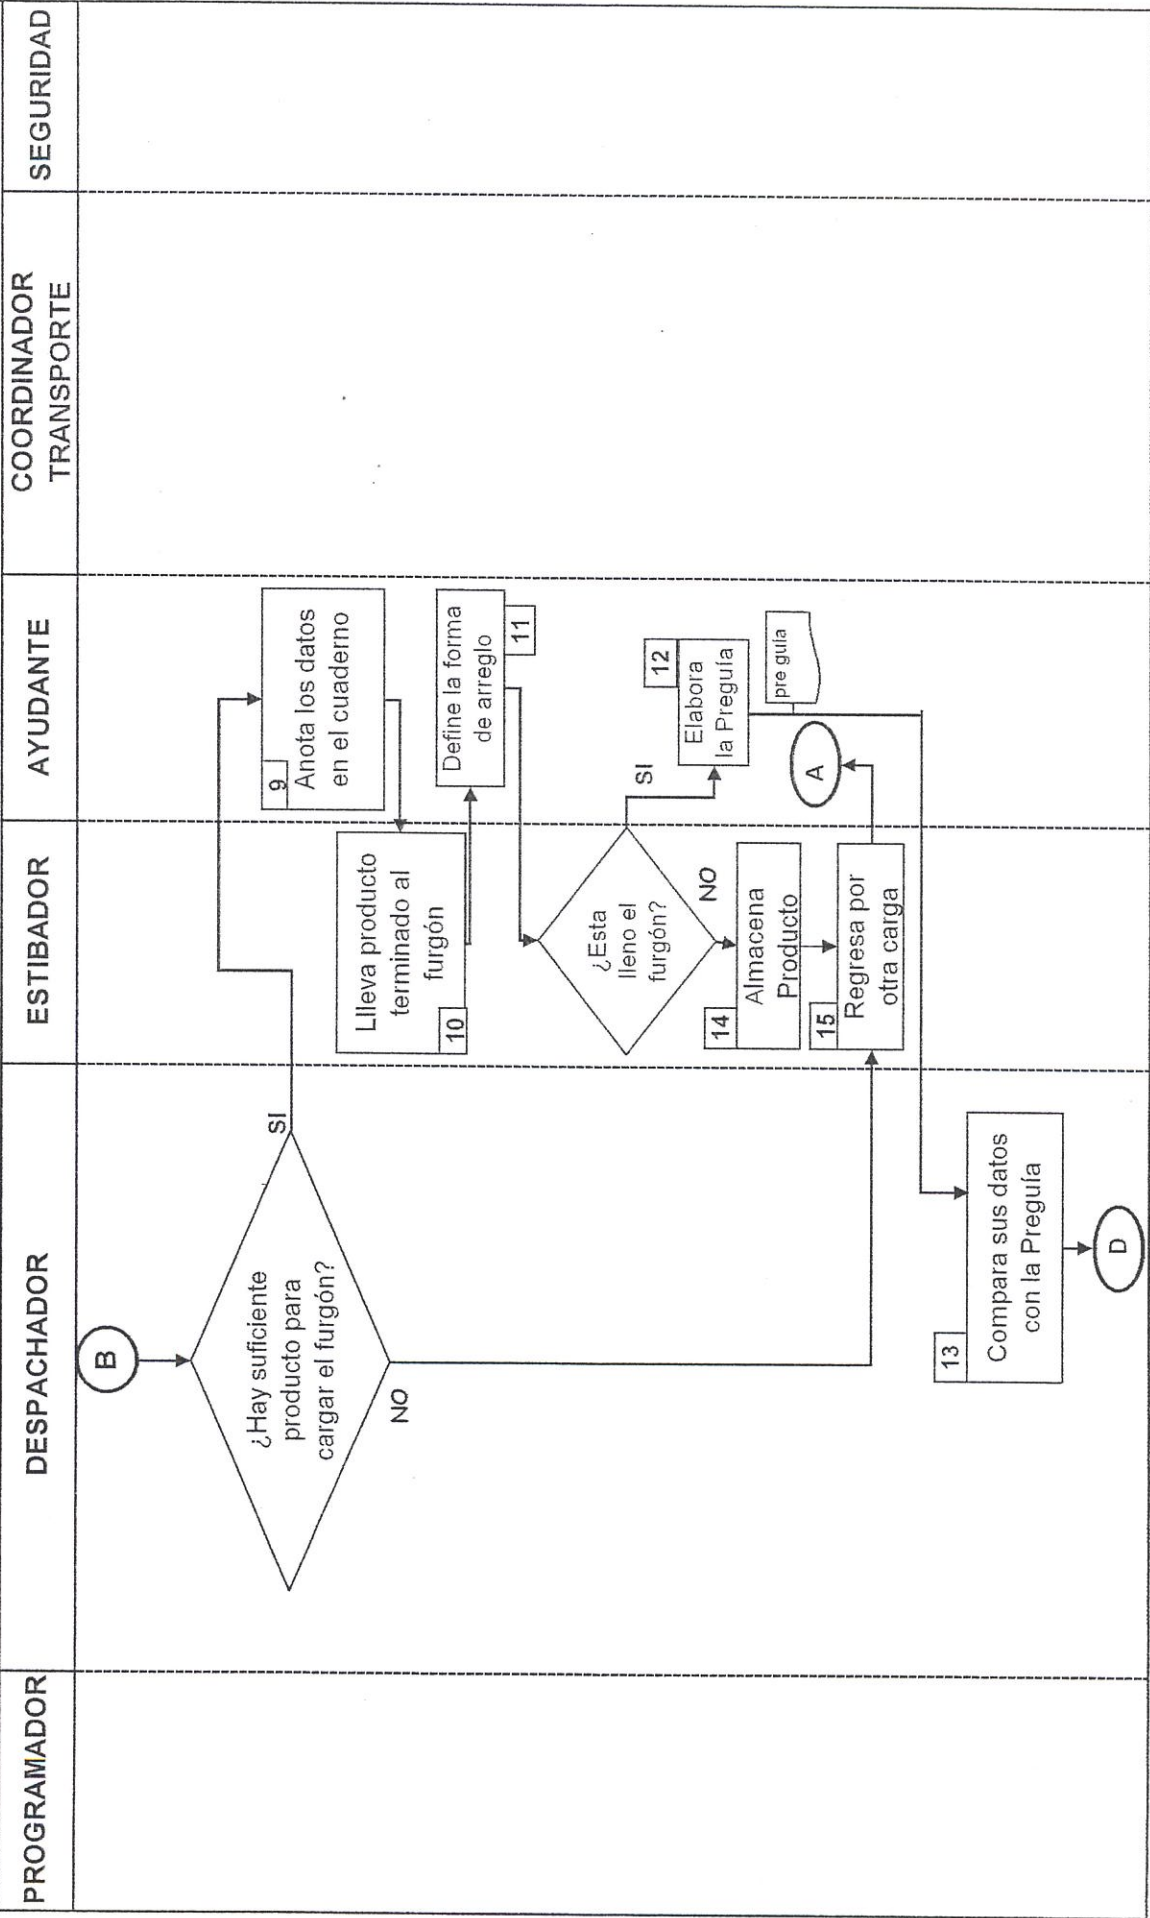 PROGRAMADOR
DESPACHADOR
ESTIBADOR
AYUDANTE
COORDINADOR
TRANSPORTE
SEGURIDAD
B
¿Hay suficiente
producto para
cargar el furgón?
SI
NO
9
Anota los datos
en el cuaderno
Llleva producto
terminado al
furgón
10
Define la forma
de arreglo
11
¿Esta
lleno el
furgón?
SI
NO
12
Elabora
la Preguía
pre guía
14
Almacena
Producto
15
Regresa por
otra carga
A
13
Compara sus datos
con la Preguía
D